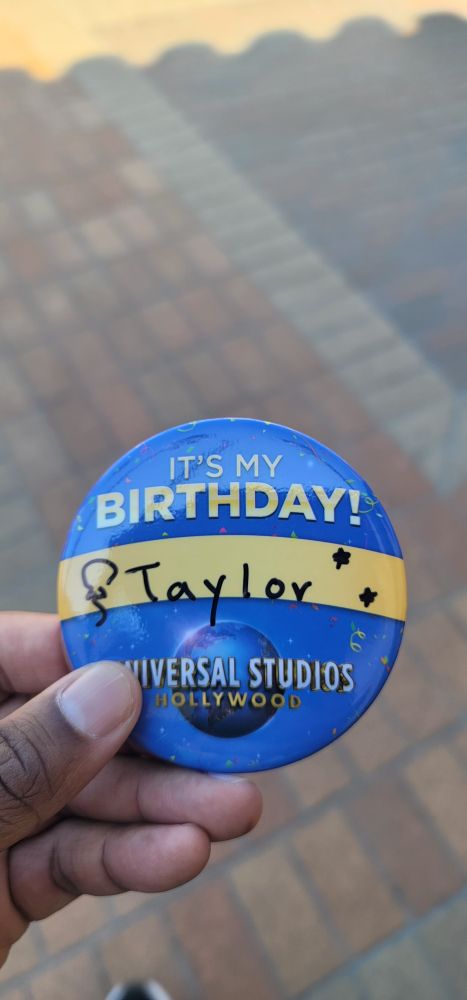 IT'S MY
BIRTHDAY!
Taylor
UNIVERSAL STUDIOS
HOLLYWOOD